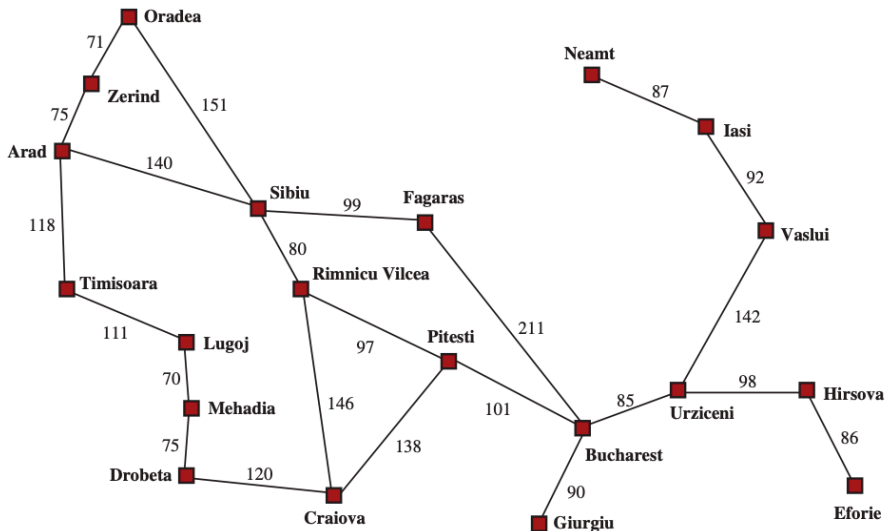 Oradea
71
Neamt
87
Zerind
151
75
Iasi
Arad
140
92
Sibiu
99
Fagaras
118
Vaslui
80
Timisoara
Rimnicu Vilcea
142
111
Lugoj
97
Pitesti
211
70
98
Hirsova
Mehadia
146
101
85
Urziceni
86
75
138
Bucharest
Drobeta
120
90
Craiova
Giurgiu
Eforie